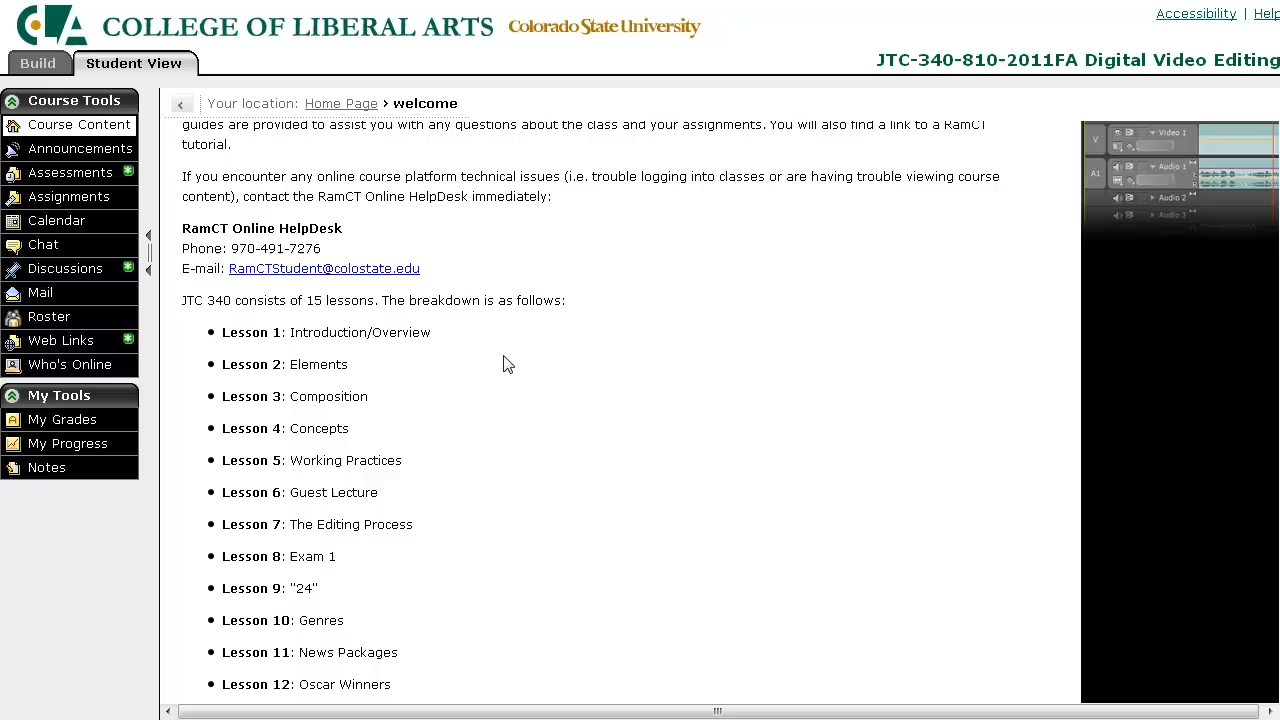 CLA COLLEGE OF LIBERAL ARTS Colorado State University
Accessibility | Help
Build
Student View
JTC-340-810-2011FA Digital Video Editing
Course Tools
Course Content
Announcements
Assessments
Assignments
Calendar
Chat
Discussions
Mail
Roster
Web Links
Who's Online
My Tools
My Grades
My Progress
Notes
Your location: Home Page › welcome
guides are provided to assist you with any questions about the class and your assignments. You will also find a link to a RamCT
tutorial.
If you encounter any online course and/or technical issues (i.e. trouble logging into classes or are having trouble viewing course
content), contact the RamCT Online HelpDesk immediately:
RamCT Online HelpDesk
Phone: 970-491-7276
E-mail: RamCTStudent@colostate.edu
JTC 340 consists of 15 lessons. The breakdown is as follows:
• Lesson 1: Introduction/Overview
• Lesson 2: Elements
• Lesson 3: Composition
• Lesson 4: Concepts
• Lesson 5: Working Practices
• Lesson 6: Guest Lecture
• Lesson 7: The Editing Process
• Lesson 8: Exam 1
• Lesson 9: "24"
• Lesson 10: Genres
• Lesson 11: News Packages
• Lesson 12: Oscar Winners
V Video 1
A1 Audio 1
Audio 2
Audio 3